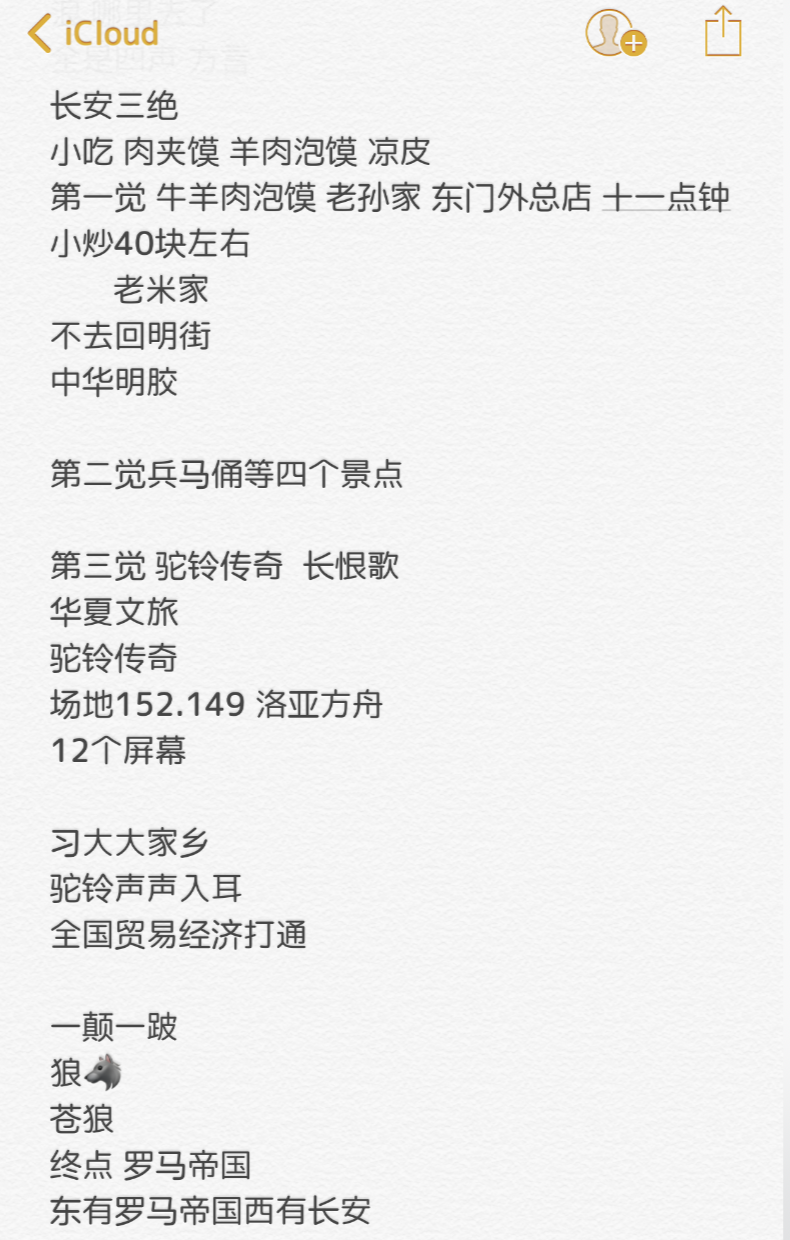 iCloud
长安三绝
小吃 肉夹馍 羊肉泡馍 凉皮
第一觉 牛羊肉泡馍 老孙家 东门外总店 十一点钟
小炒40块左右
老米家
不去回明街
中华明胶
第二觉兵马俑等四个景点
第三觉 驼铃传奇 长恨歌
华夏文旅
驼铃传奇
场地152.149 洛亚方舟
12个屏幕
习大大家乡
驼铃声声入耳
全国贸易经济打通
一颠一跛
狼🐺
苍狼
终点 罗马帝国
东有罗马帝国西有长安